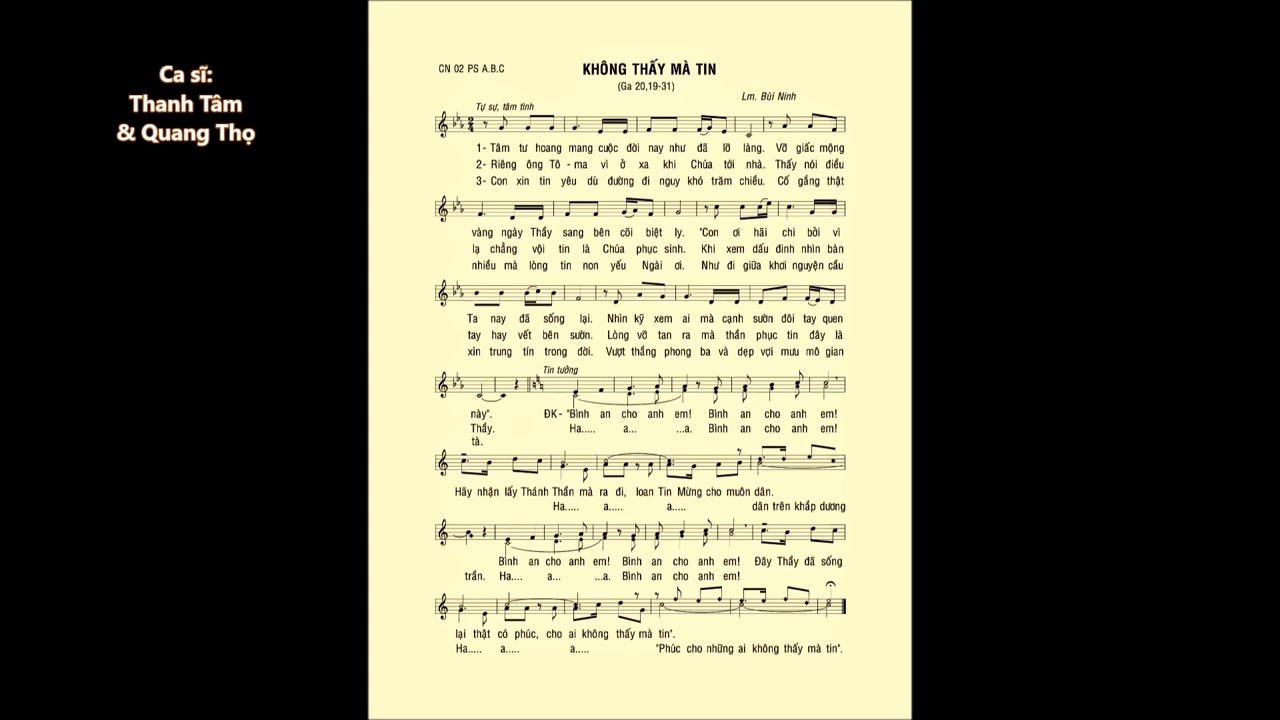 Ca sĩ:
Thanh Tâm
& Quang Thọ
CN 02 PS A.B.C
KHÔNG THẤY MÀ TIN
(Ga 20,19-31)
Lm. Bùi Ninh
Tự sự, tâm tình
1- Tâm tư hoang mang cuộc đời nay như đã lỡ làng. Vỡ giấc mộng
2- Riêng ông Tô - ma vì ở xa khi Chúa tới nhà. Thấy nói điều
3- Con xin tin yêu dù đường đi nguy khó trăm chiều. Cố gắng thật
vàng ngày Thầy sang bên cõi biệt ly. "Con ơi hãi chi bởi vì
lạ chẳng vội tin là Chúa phục sinh. Khi xem dấu đinh nhìn bàn
nhiều mà lòng tin non yếu Ngài ơi. Như đi giữa khơi nguyện cầu
Ta nay đã sống lại. Nhìn kỹ xem ai mà cạnh sườn đôi tay quen
tay hay vết bên sườn. Lòng vỡ tan ra mà thần phục tin đây là
xin trung tín trong đời. Vượt thắng phong ba và dẹp vợi mưu mô gian
Tin tưởng
này". ĐK- "Bình an cho anh em! Bình an cho anh em!
Thầy. Ha..... a... ...a. Bình an cho anh em!
tà.
Hãy nhận lấy Thánh Thần mà ra đi, loan Tin Mừng cho muôn dân.
Ha..... a..... a..... dân trên khắp dương
Bình an cho anh em! Bình an cho anh em! Đây Thầy đã sống
trần. Ha.... a... ...a. Bình an cho anh em!
lại thật có phúc, cho ai không thấy mà tin".
Ha..... a..... a..... "Phúc cho những ai không thấy mà tin".